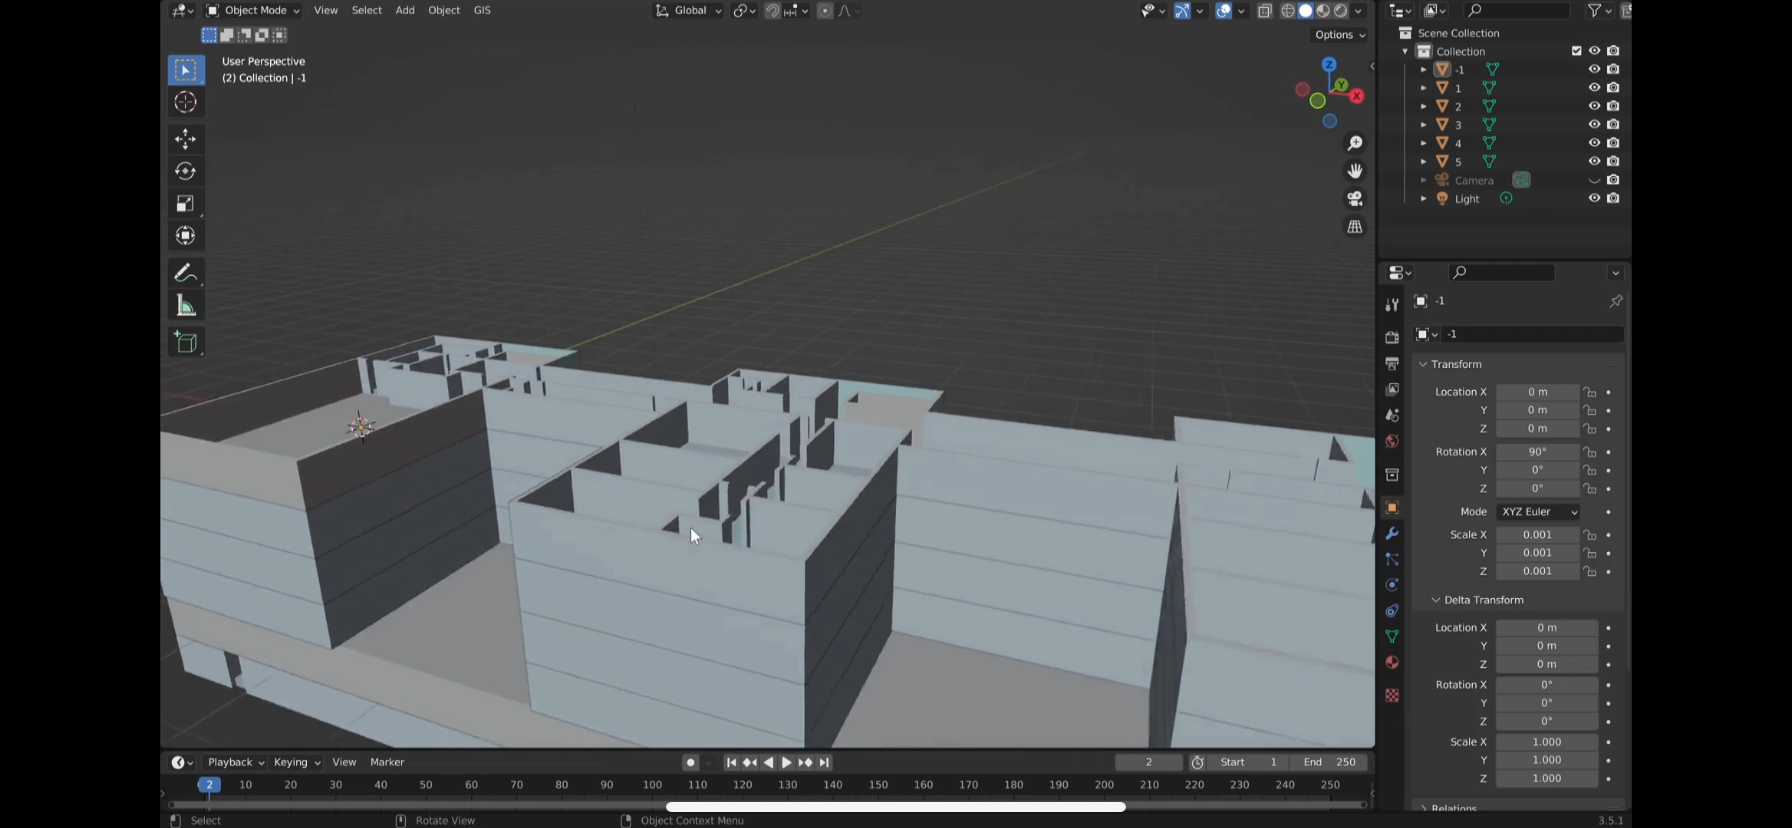 Object Mode View Select Add Object GIS Global
Options
User Perspective
(2) Collection | -1
Z
Y
X
Scene Collection
Collection
-1
1
2
3
4
5
Camera
Light
-1
-1
Transform
Location X 0 m
Y 0 m
Z 0 m
Rotation X 90°
Y 0°
Z 0°
Mode XYZ Euler
Scale X 0.001
Y 0.001
Z 0.001
Delta Transform
Location X 0 m
Y 0 m
Z 0 m
Rotation X 0°
Y 0°
Z 0°
Scale X 1.000
Y 1.000
Z 1.000
Relations
Playback Keying View Marker 2 Start 1 End 250
2 10 20 30 40 50 60 70 80 90 100 110 120 130 140 150 160 170 180 190 200 210 220 230 240 250
Select Rotate View Object Context Menu 3.5.1